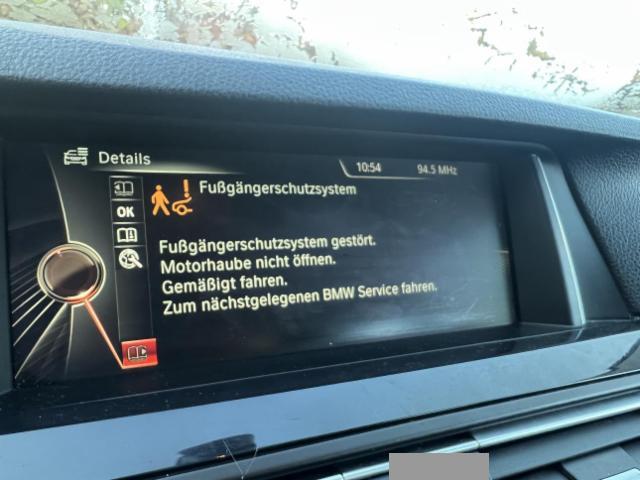 Details
10:54
94.5 MHz
OK
Fußgängerschutzsystem
Fußgängerschutzsystem gestört.
Motorhaube nicht öffnen.
Gemäßigt fahren.
Zum nächstgelegenen BMW Service fahren.